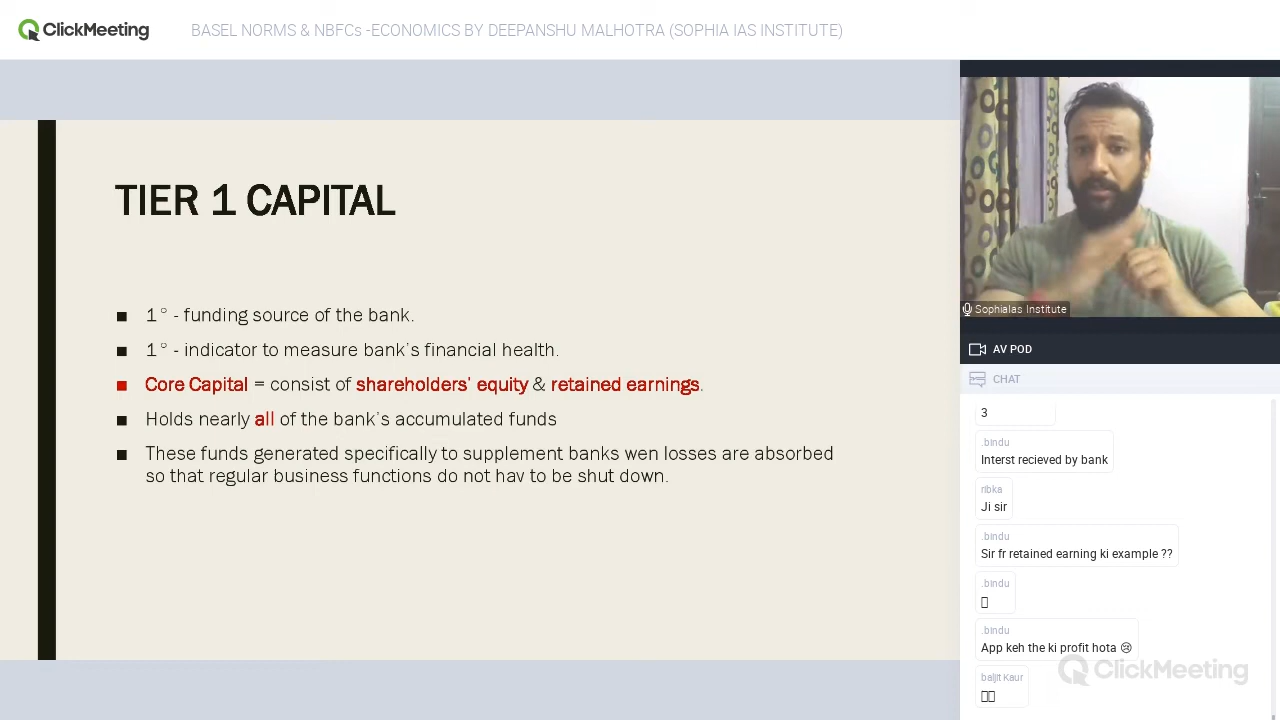 ClickMeeting
BASEL NORMS & NBFCs -ECONOMICS BY DEEPANSHU MALHOTRA (SOPHIA IAS INSTITUTE)
TIER 1 CAPITAL
■ 1° - funding source of the bank.
■ 1° - indicator to measure bank's financial health.
■ Core Capital = consist of shareholders' equity & retained earnings.
■ Holds nearly all of the bank's accumulated funds
■ These funds generated specifically to supplement banks wen losses are absorbed
so that regular business functions do not hav to be shut down.
SophiaIas Institute
AV POD
CHAT
3
.bindu
Interst recieved by bank
ribka
Ji sir
.bindu
Sir fr retained earning ki example ??
.bindu
.bindu
App keh the ki profit hota 😢
baljit Kaur
ClickMeeting